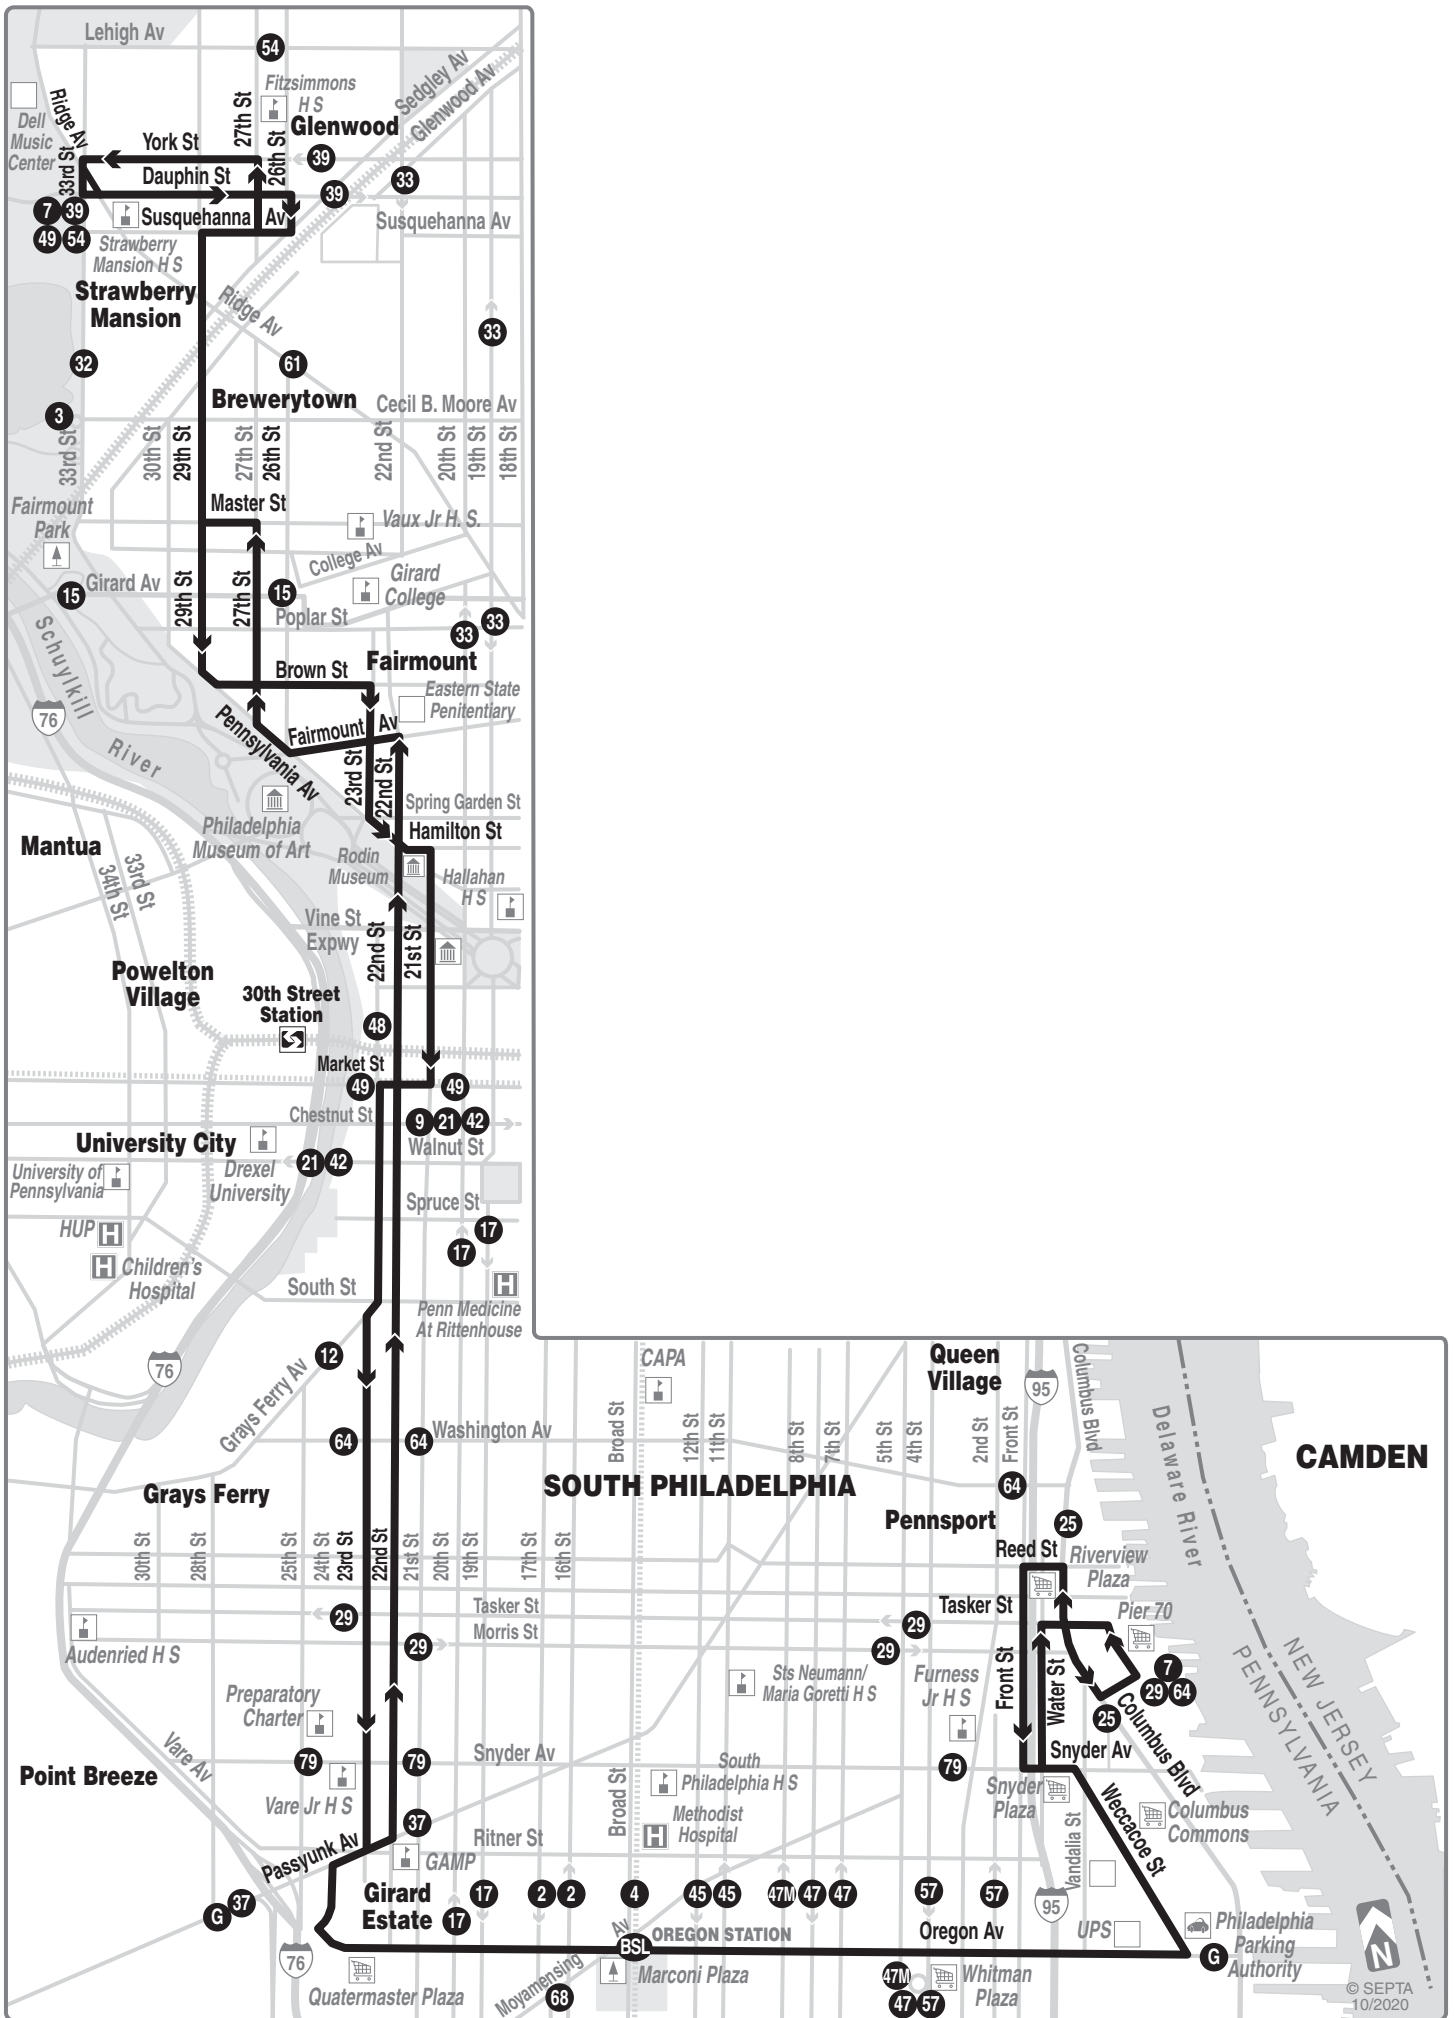 Lehigh Av
54
Fitzsimmons
H S
Sedgley Av
Glenwood Av
Dell
Music
Center
Ridge Av
33rd St
27th St
26th St
Glenwood
York St
39
Dauphin St
39
33
7
39
49
54
Susquehanna Av
Susquehanna Av
Strawberry
Mansion H S
Strawberry
Mansion
Ridge Av
33
32
61
3
Brewerytown
Cecil B. Moore Av
33rd St
30th St
29th St
27th St
26th St
22nd St
20th St
19th St
18th St
Fairmount
Park
Master St
Vaux Jr H. S.
College Av
Girard
College
15
Girard Av
29th St
27th St
15
Poplar St
33
33
Schuylkill
River
76
Brown St
Fairmount
Eastern State
Penitentiary
Pennsylvania Av
Fairmount Av
23rd St
22nd St
Spring Garden St
Hamilton St
Philadelphia
Museum of Art
Mantua
33rd St
34th St
Rodin
Museum
Hallahan
H S
Vine St
Expwy
22nd St
21st St
Powelton
Village
30th Street
Station
48
Market St
49
49
Chestnut St
9
21
42
Walnut St
University City
Drexel
University
21
42
University of
Pennsylvania
HUP
H
H
Children's
Hospital
Spruce St
17
17
South St
H
Penn Medicine
At Rittenhouse
76
12
Grays Ferry Av
64
64
Washington Av
CAPA
Broad St
12th St
11th St
8th St
7th St
5th St
4th St
2nd St
Front St
Queen
Village
95
Columbus Blvd
Delaware River
CAMDEN
SOUTH PHILADELPHIA
Grays Ferry
64
Pennsport
25
30th St
28th St
25th St
24th St
23rd St
22nd St
21st St
20th St
19th St
17th St
16th St
Reed St
Riverview
Plaza
Tasker St
Tasker St
29
29
Morris St
29
29
Pier 70
Audenried H S
Sts Neumann/
Maria Goretti H S
Furness
Jr H S
Front St
Water St
7
29
64
25
Columbus Blvd
NEW JERSEY
PENNSYLVANIA
Preparatory
Charter
Vare Av
Point Breeze
79
79
Snyder Av
79
Snyder Av
Vare Jr H S
South
Philadelphia H S
Snyder
Plaza
Weccacoe St
Columbus
Commons
37
Ritner St
Broad St
H
Methodist
Hospital
Vandalia St
Passyunk Av
GAMP
Girard
Estate
37
G
17
17
2
2
4
45
45
47M
47
47
57
57
95
Oregon Av
OREGON STATION
BSL
UPS
Philadelphia
Parking
Authority
G
76
Quatermaster Plaza
Moyamensing Av
68
Marconi Plaza
47M
47
57
Whitman
Plaza
N
© SEPTA
10/2020